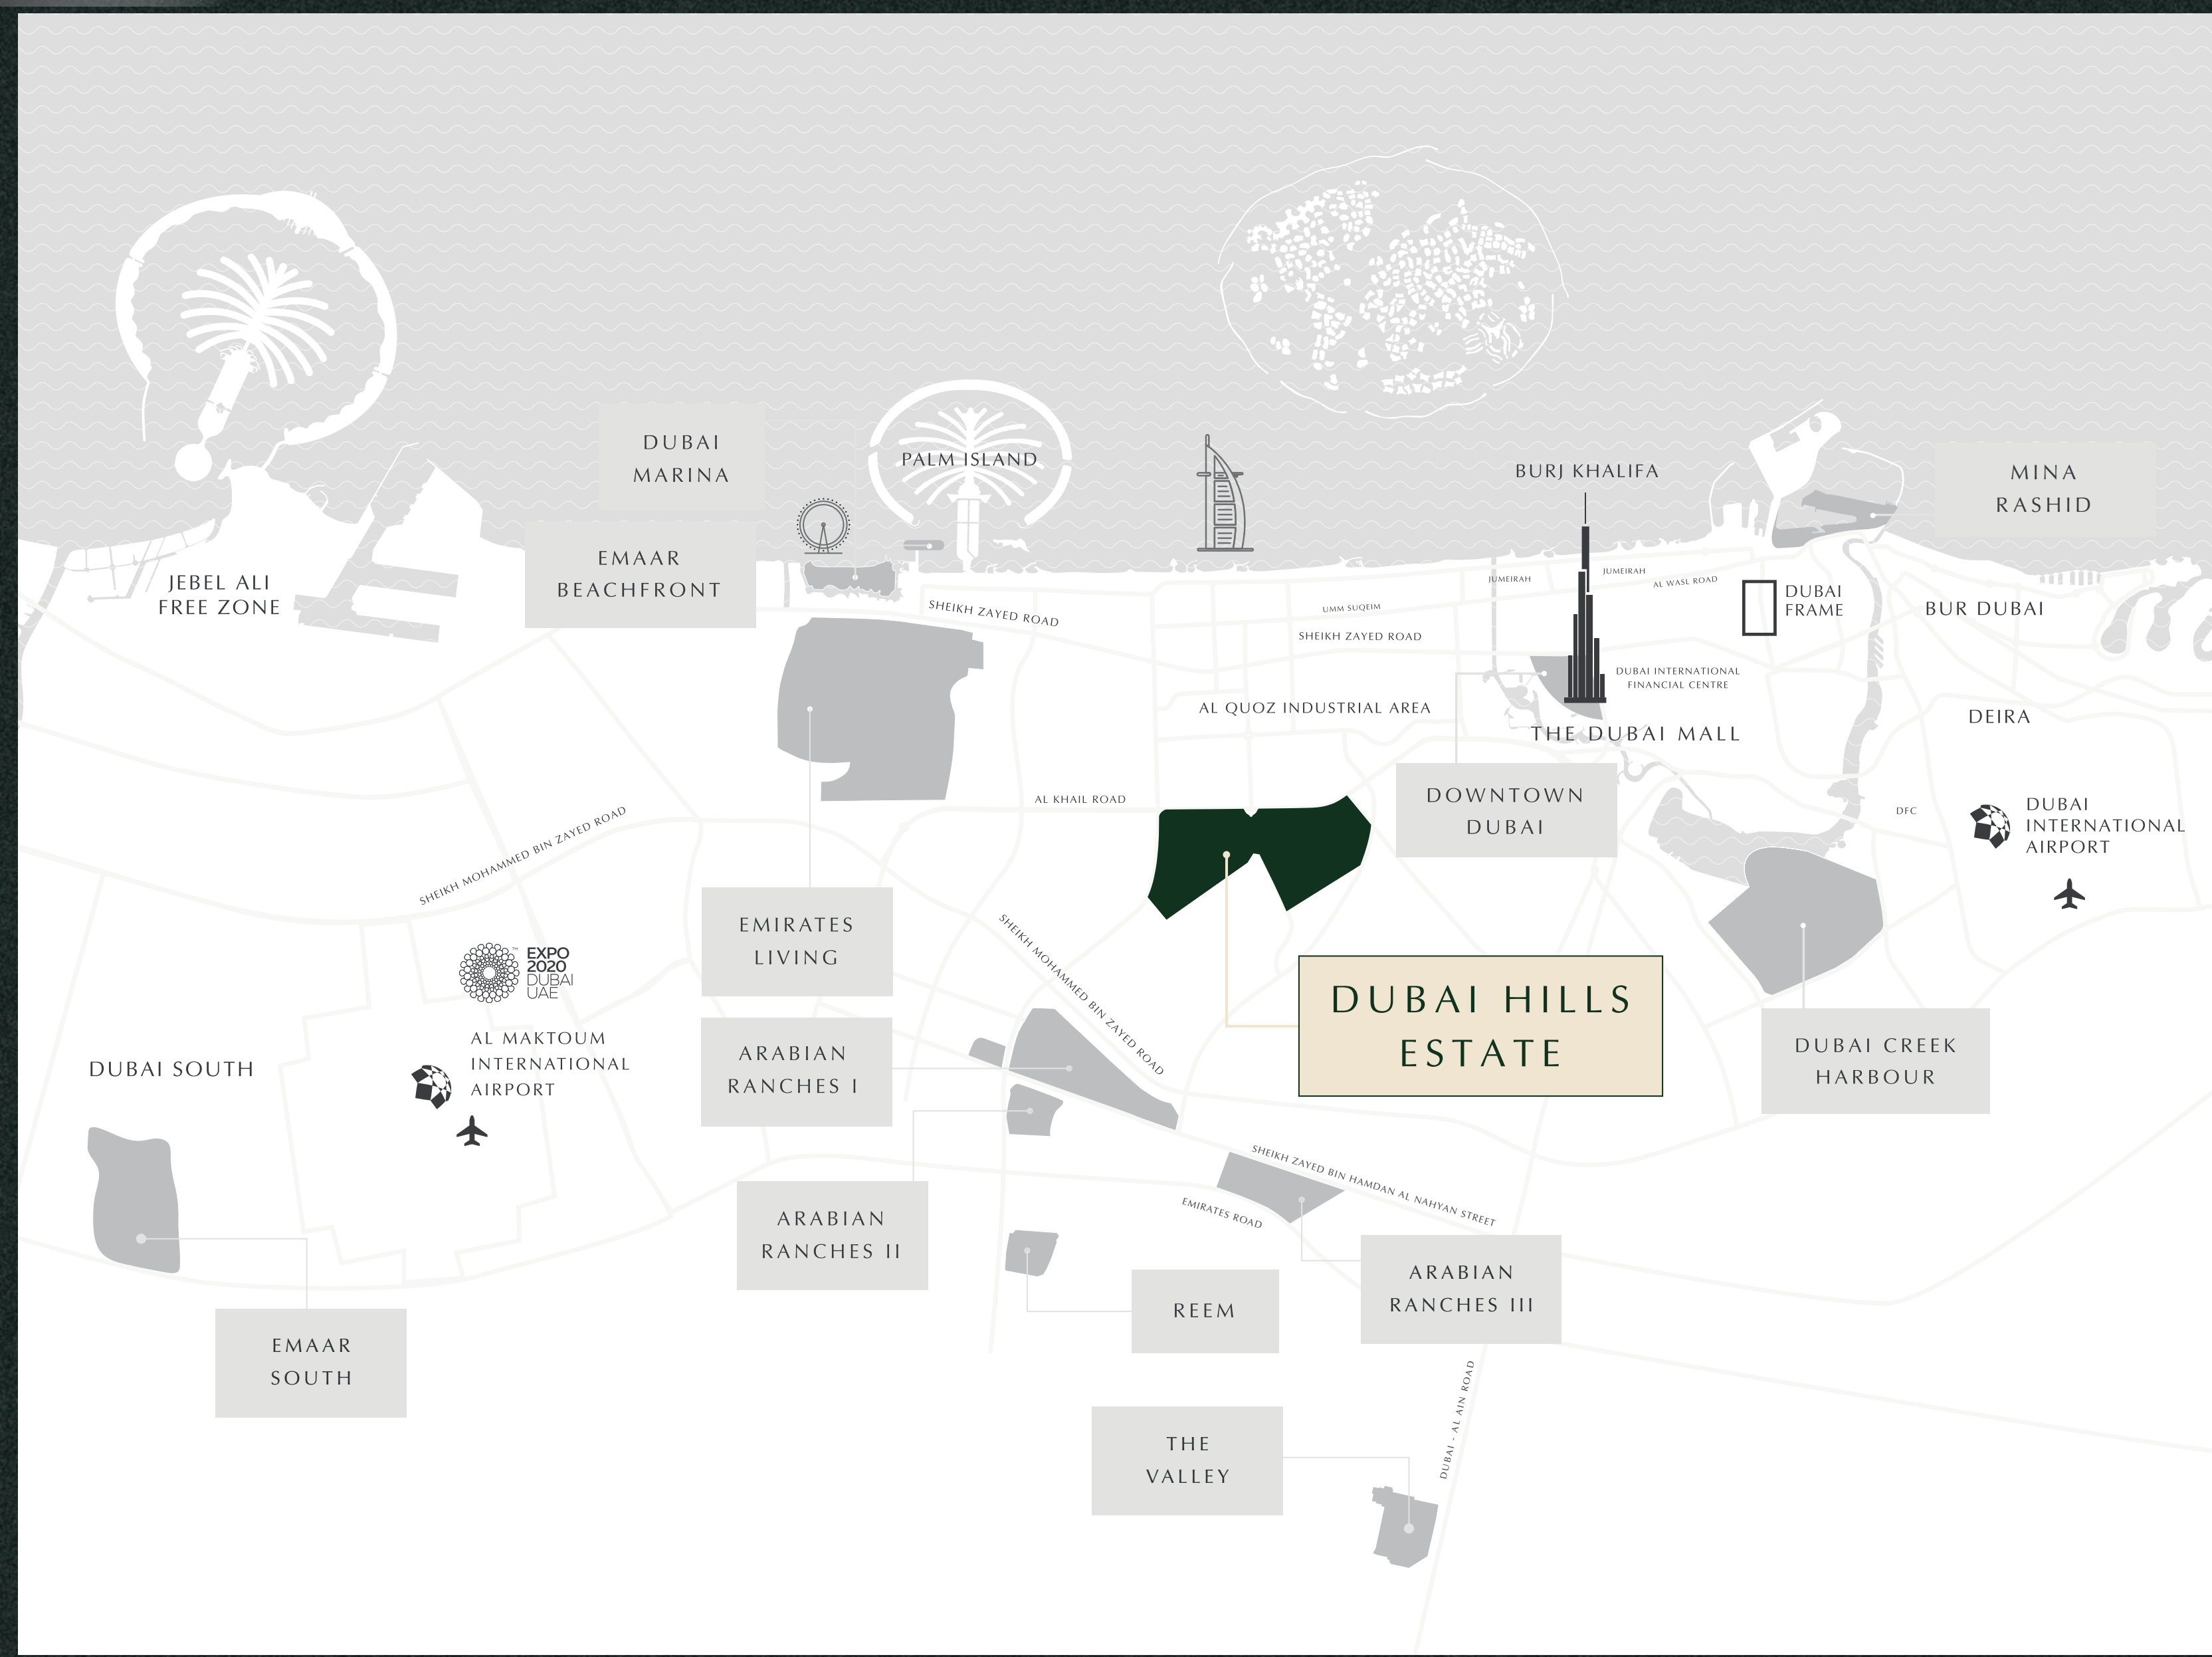 DUBAI
MARINA
PALM ISLAND
BURJ KHALIFA
MINA
RASHID
EMAAR
BEACHFRONT
JEBEL ALI
FREE ZONE
SHEIKH ZAYED ROAD
UMM SUQEIM
SHEIKH ZAYED ROAD
JUMEIRAH
JUMEIRAH
AL WASL ROAD
DUBAI
FRAME
BUR DUBAI
DUBAI INTERNATIONAL
FINANCIAL CENTRE
AL QUOZ INDUSTRIAL AREA
THE DUBAI MALL
DEIRA
DOWNTOWN
DUBAI
AL KHAIL ROAD
DFC
DUBAI
INTERNATIONAL
AIRPORT
SHEIKH MOHAMMED BIN ZAYED ROAD
EMIRATES
LIVING
SHEIKH MOHAMMED BIN ZAYED ROAD
EXPO
2020
DUBAI
UAE
™
DUBAI HILLS
ESTATE
AL MAKTOUM
INTERNATIONAL
AIRPORT
DUBAI SOUTH
ARABIAN
RANCHES I
DUBAI CREEK
HARBOUR
SHEIKH ZAYED BIN HAMDAN AL NAHYAN STREET
EMIRATES ROAD
ARABIAN
RANCHES II
ARABIAN
RANCHES III
REEM
EMAAR
SOUTH
DUBAI - AL AIN ROAD
THE
VALLEY